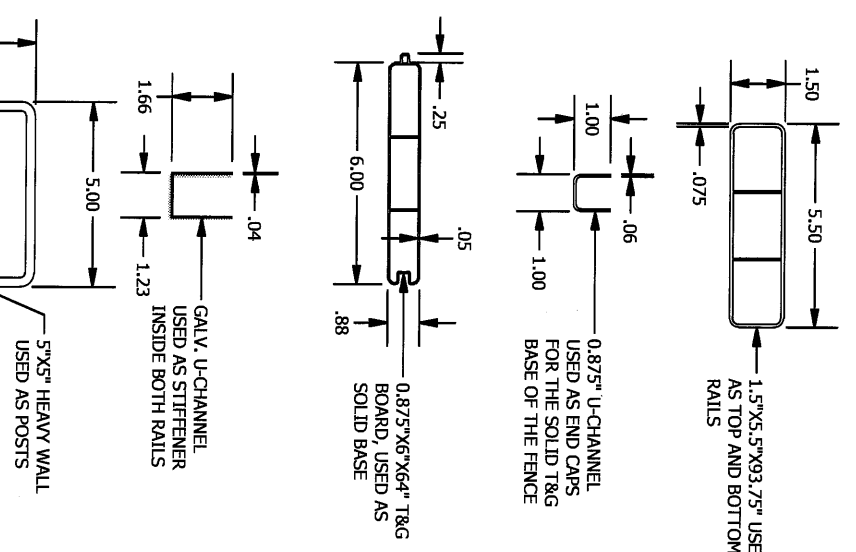 1.50
5.50
.075
1.5"X5.5"X93.75" USE
AS TOP AND BOTTOM
RAILS
1.00
.06
1.00
0.875" U-CHANNEL
USED AS END CAPS
FOR THE SOLID T&G
BASE OF THE FENCE
.25
6.00
.05
.88
0.875"X6"X64" T&G
BOARD, USED AS
SOLID BASE
1.66
.04
1.23
GALV. U-CHANNEL
USED AS STIFFENER
INSIDE BOTH RAILS
5.00
5"X5" HEAVY WALL
USED AS POSTS